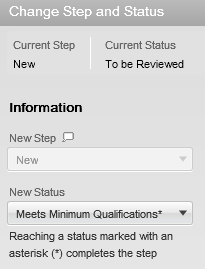 Change Step and Status
Current Step
Current Status
New
To be Reviewed
Information
New Step
New
New Status
Meets Minimum Qualifications*
Reaching a status marked with an
asterisk (*) completes the step